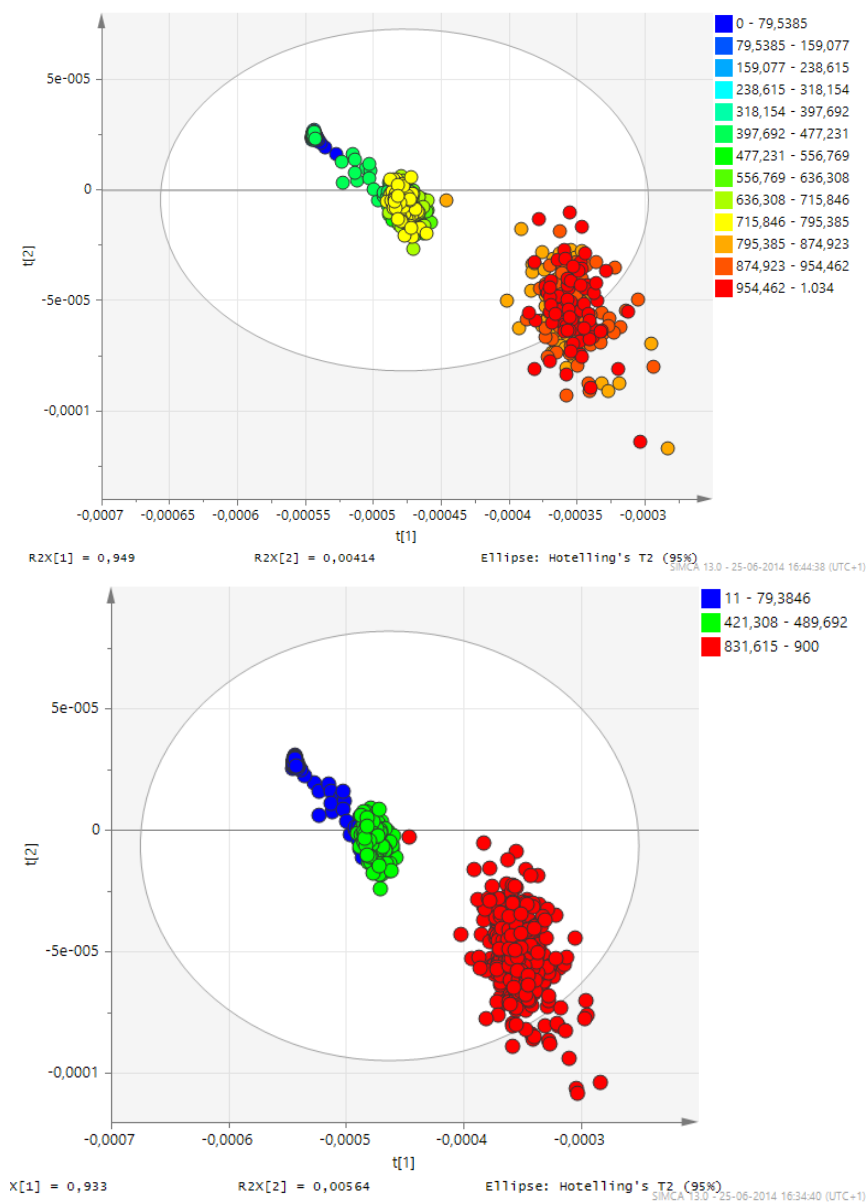 0 - 79,5385
79,5385 - 159,077
159,077 - 238,615
238,615 - 318,154
318,154 - 397,692
397,692 - 477,231
477,231 - 556,769
556,769 - 636,308
636,308 - 715,846
715,846 - 795,385
795,385 - 874,923
874,923 - 954,462
954,462 - 1.034
5e-005
0
-5e-005
-0,0001
t[2]
-0,0007 -0,00065 -0,0006 -0,00055 -0,0005 -0,00045 -0,0004 -0,00035 -0,0003
t[1]
R2X[1] = 0,949 R2X[2] = 0,00414 Ellipse: Hotelling's T2 (95%)
SIMCA 13.0 - 25-06-2014 16:44:38 (UTC+1)
11 - 79,3846
421,308 - 489,692
831,615 - 900
5e-005
0
-5e-005
-0,0001
t[2]
-0,0007 -0,0006 -0,0005 -0,0004 -0,0003
t[1]
X[1] = 0,933 R2X[2] = 0,00564 Ellipse: Hotelling's T2 (95%)
SIMCA 13.0 - 25-06-2014 16:34:40 (UTC+1)